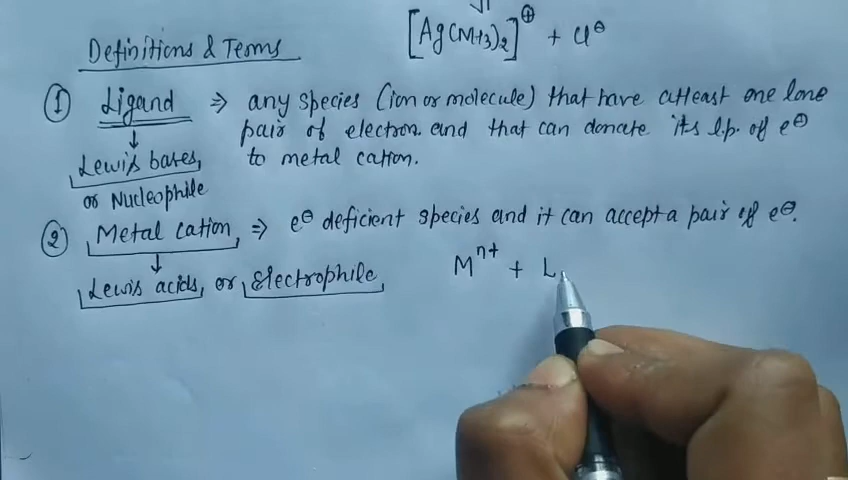 [Ag(NH3)2]⊕ + Cl⊖
Definitions & Terms
① Ligand ⇒ any species (ion or molecule) that have atleast one lone
pair of electron and that can donate its l.p. of e⊖
to metal cation.
↓
Lewis bases,
or Nucleophile
② Metal cation, ⇒ e⊖ deficient species and it can accept a pair of e⊖.
↓
Lewis acids, or Electrophile
M^n+ + L